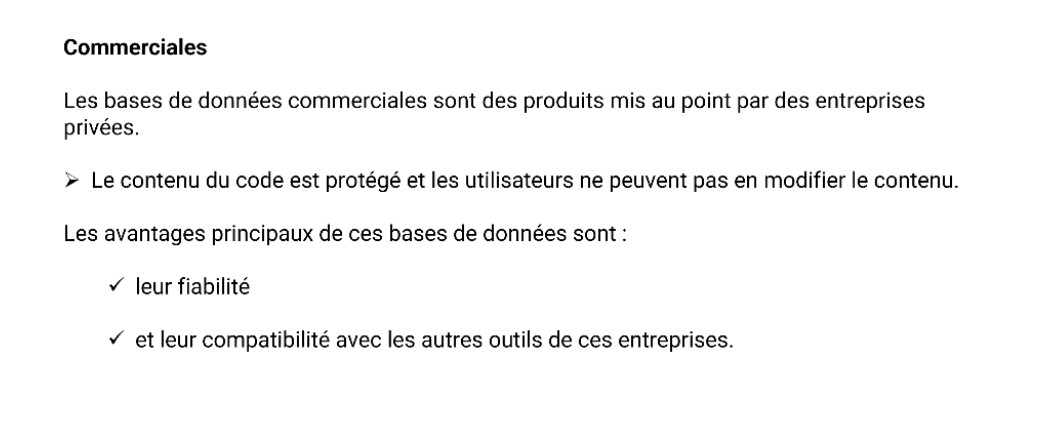 Commerciales
Les bases de données commerciales sont des produits mis au point par des entreprises
privées.
➤ Le contenu du code est protégé et les utilisateurs ne peuvent pas en modifier le contenu.
Les avantages principaux de ces bases de données sont :
✓ leur fiabilité
✓ et leur compatibilité avec les autres outils de ces entreprises.